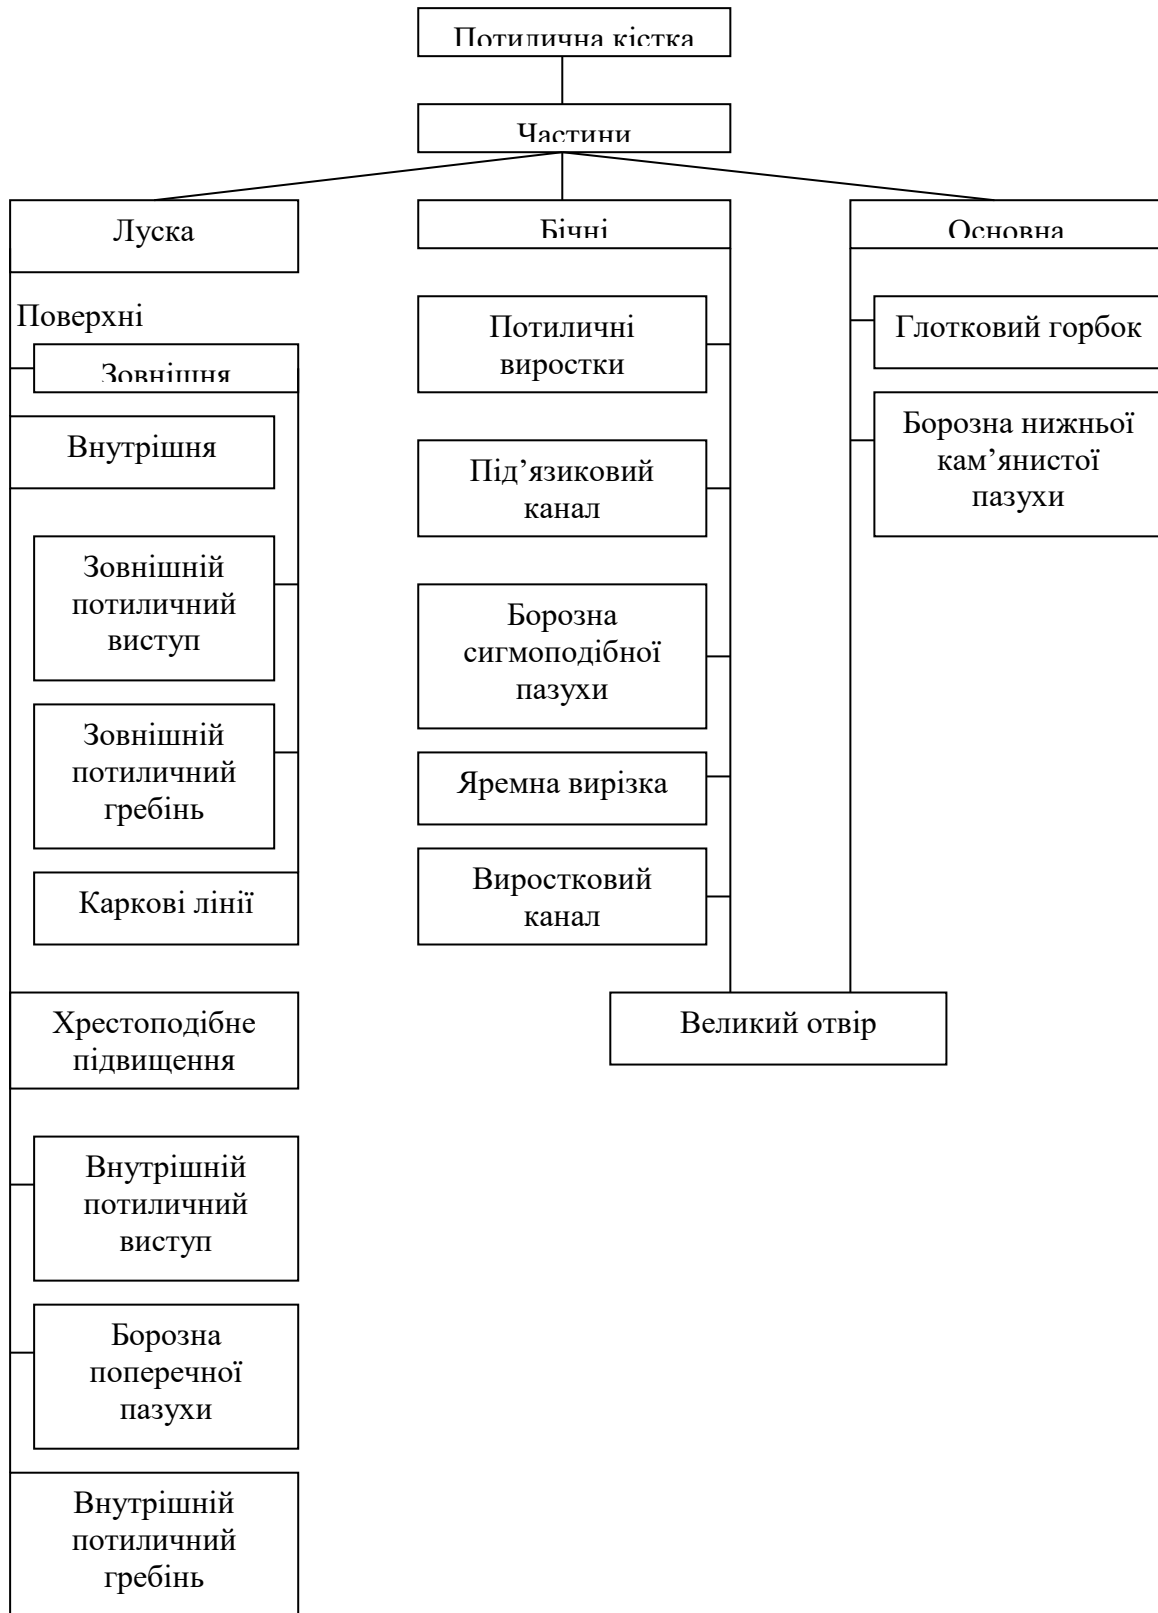 Потилична кістка
Частини
Луска
Поверхні
Зовнішня
Внутрішня
Зовнішній
потиличний
виступ
Зовнішній
потиличний
гребінь
Каркові лінії
Хрестоподібне
підвищення
Внутрішній
потиличний
виступ
Борозна
поперечної
пазухи
Внутрішній
потиличний
гребінь
Бічні
Потиличні
виростки
Під’язиковий
канал
Борозна
сигмоподібної
пазухи
Яремна вирізка
Виростковий
канал
Основна
Глотковий горбок
Борозна нижньої
кам’янистої
пазухи
Великий отвір